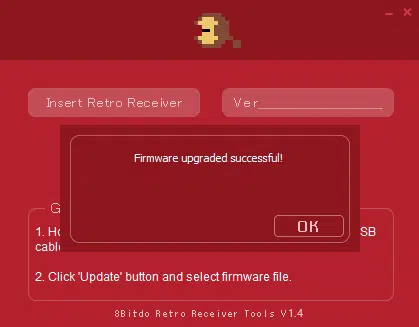 Insert Retro Receiver
Ver
Firmware upgraded successful!
OK
G
1. Ho SB
cable
2. Click 'Update' button and select firmware file.
8Bitdo Retro Receiver Tools V1.4